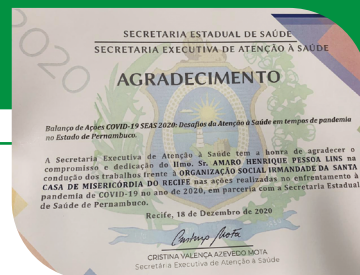 2020
SECRETARIA ESTADUAL DE SAÚDE
SECRETARIA EXECUTIVA DE ATENÇÃO À SAÚDE
AGRADECIMENTO
Balanço de Ações COVID-19 SEAS 2020: Desafios da Atenção à Saúde em tempos de pandemia
no Estado de Pernambuco.
A Secretaria Executiva de Atenção à Saúde tem a honra de agradecer o
compromisso e dedicação do Ilmo. Sr. AMARO HENRIQUE PESSOA LINS na
condução dos trabalhos frente à ORGANIZAÇÃO SOCIAL IRMANDADE DA SANTA
CASA DE MISERICÓRDIA DO RECIFE nas ações realizadas no enfrentamento à
pandemia de COVID-19 no ano de 2020, em parceria com a Secretaria Estadual
de Saúde de Pernambuco.
Recife, 18 de Dezembro de 2020
CRISTINA VALENÇA AZEVEDO MOTA
Secretária Executiva de Atenção à Saúde